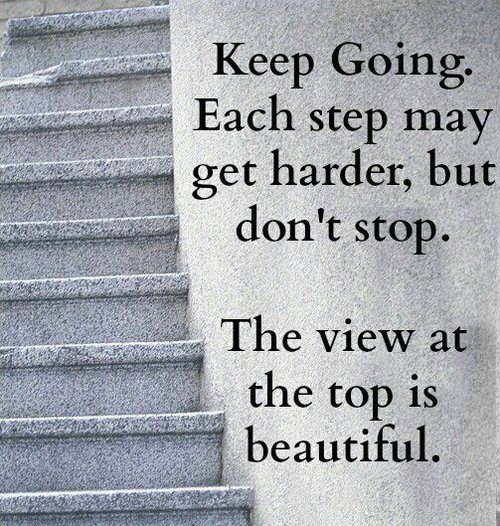 Keep Going.
Each step may
get harder, but
don't stop.
The view at
the top is
beautiful.